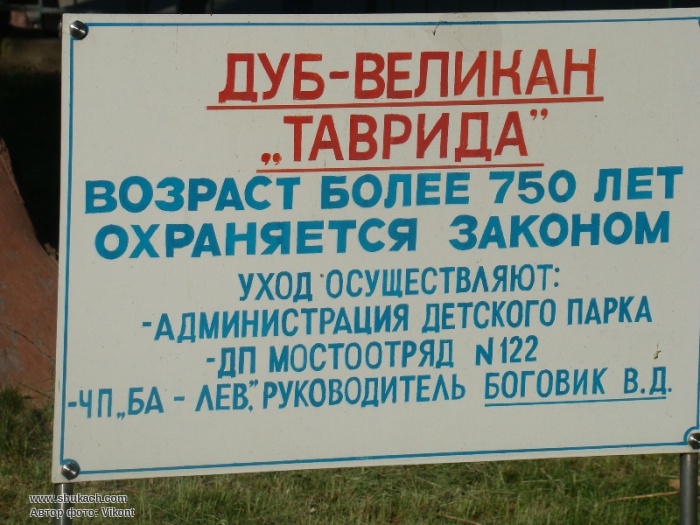 ДУБ-ВЕЛИКАН
„ТАВРИДА”
ВОЗРАСТ БОЛЕЕ 750 ЛЕТ
ОХРАНЯЕТСЯ ЗАКОНОМ
УХОД ОСУЩЕСТВЛЯЮТ:
-АДМИНИСТРАЦИЯ ДЕТСКОГО ПАРКА
-ДП МОСТООТРЯД N 122
-ЧП„БА - ЛЕВ”, РУКОВОДИТЕЛЬ БОГОВИК В.Д.
www.shukach.com
Автор фото: Vikont